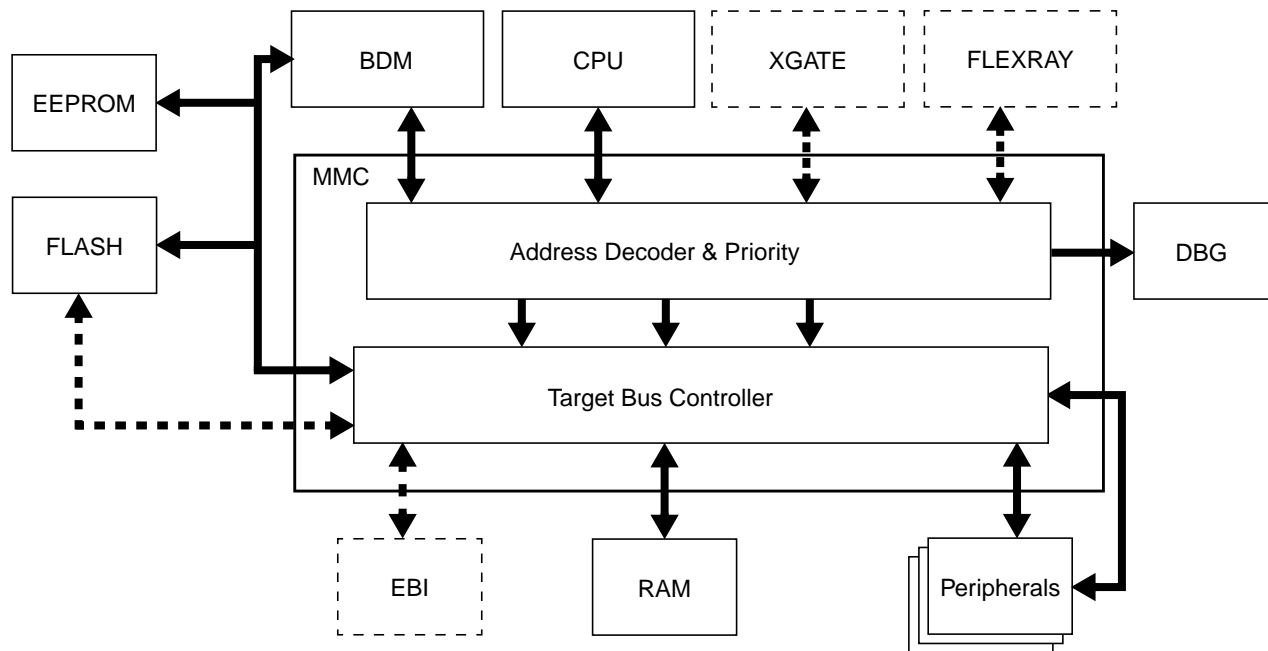 BDM
CPU
XGATE
FLEXRAY
EEPROM
MMC
FLASH
Address Decoder & Priority
DBG
Target Bus Controller
EBI
RAM
Peripherals